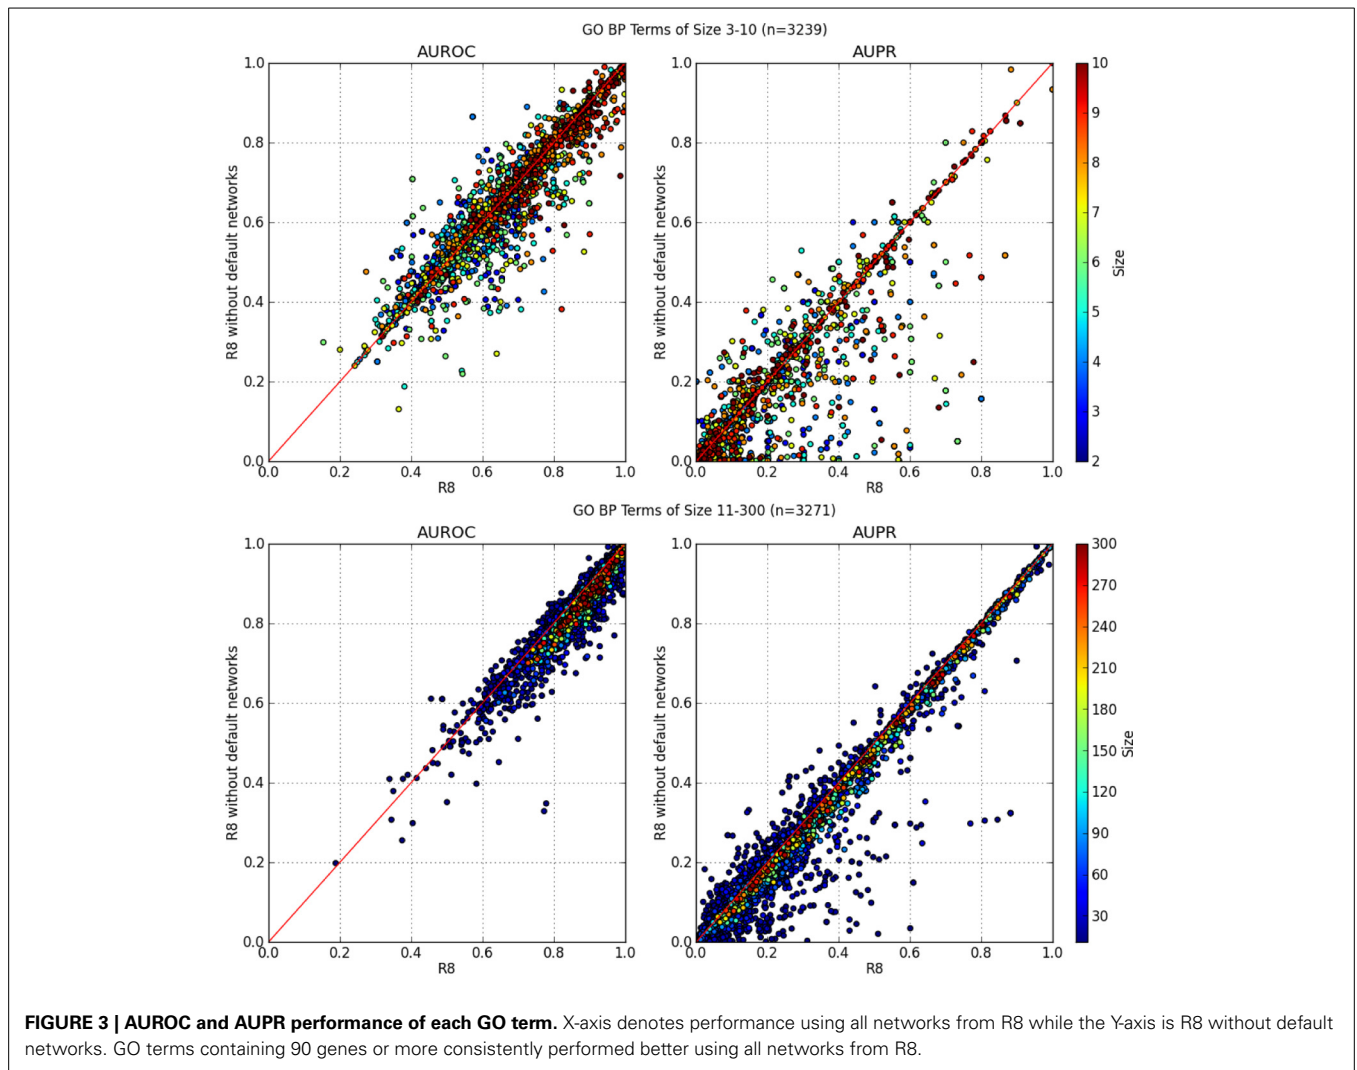 GO BP Terms of Size 3-10 (n=3239)
AUROC
AUPR
1.0
0.8
0.6
0.4
0.2
0.0
R8 without default networks
0.0 0.2 0.4 0.6 0.8 1.0
R8
1.0
0.8
0.6
0.4
0.2
0.0
R8 without default networks
0.0 0.2 0.4 0.6 0.8 1.0
R8
10
9
8
7
6
5
4
3
2
Size
GO BP Terms of Size 11-300 (n=3271)
AUROC
AUPR
1.0
0.8
0.6
0.4
0.2
0.0
R8 without default networks
0.0 0.2 0.4 0.6 0.8 1.0
R8
1.0
0.8
0.6
0.4
0.2
0.0
R8 without default networks
0.0 0.2 0.4 0.6 0.8 1.0
R8
300
270
240
210
180
150
120
90
60
30
Size
FIGURE 3 | AUROC and AUPR performance of each GO term. X-axis denotes performance using all networks from R8 while the Y-axis is R8 without default
networks. GO terms containing 90 genes or more consistently performed better using all networks from R8.